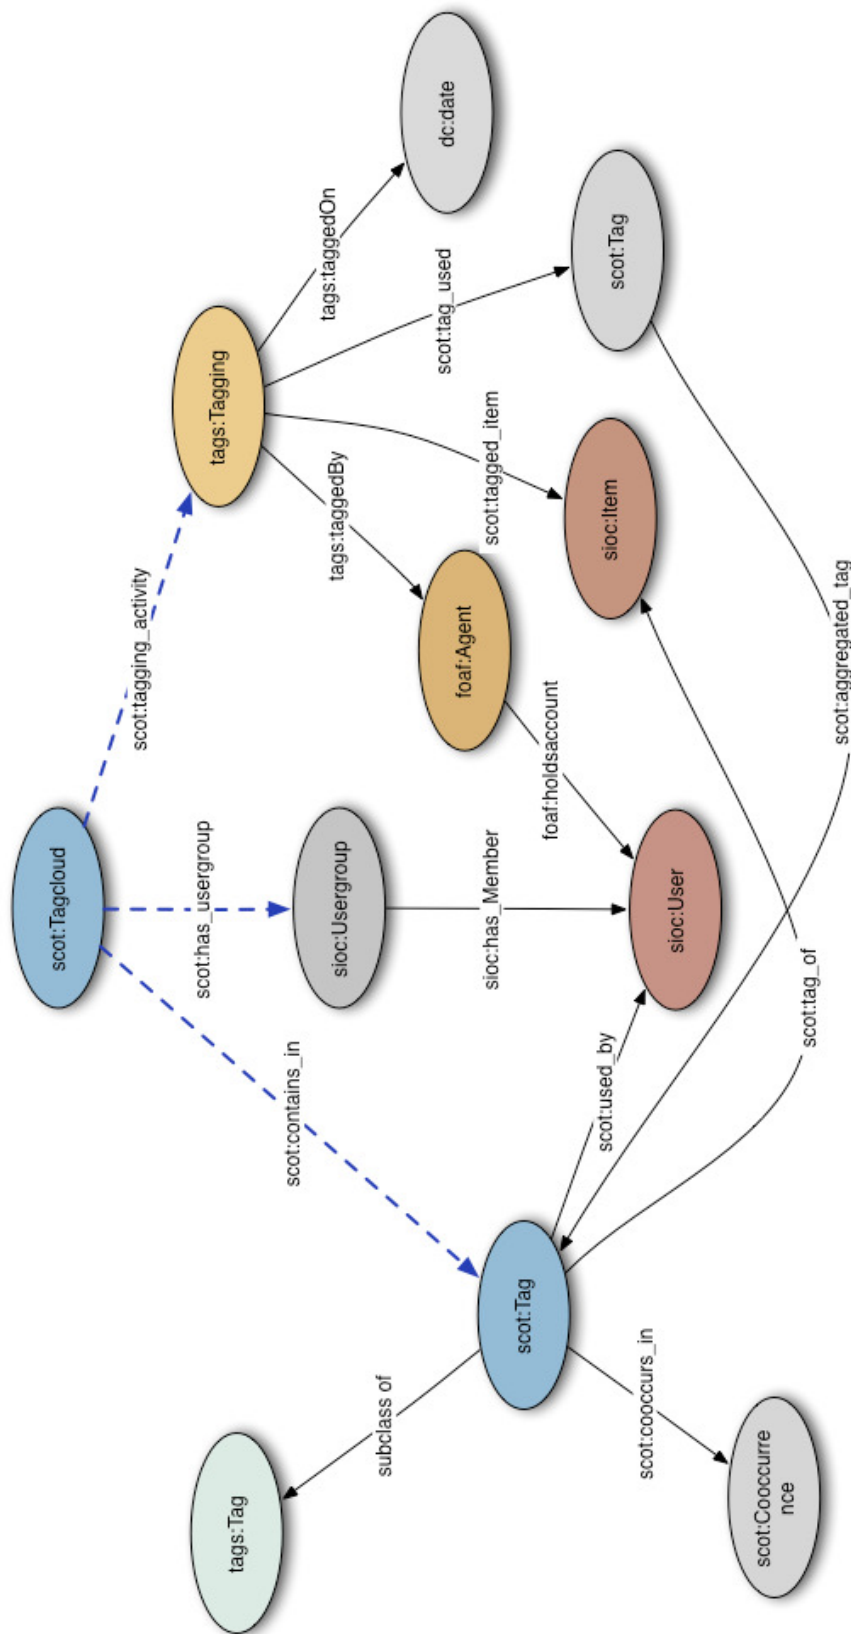 scot:Tagcloud
scot:tagging_activity
scot:has_usergroup
scot:contains_in
tags:Tagging
tags:taggedOn
dc:date
scot:tag_used
scot:Tag
scot:tagged_item
tags:taggedBy
sioc:Item
foaf:Agent
foaf:holdsaccount
sioc:Usergroup
sioc:has_Member
sioc:User
scot:used_by
scot:aggregated_tag
scot:tag_of
scot:Tag
subclass of
tags:Tag
scot:cooccurs_in
scot:Cooccurre
nce